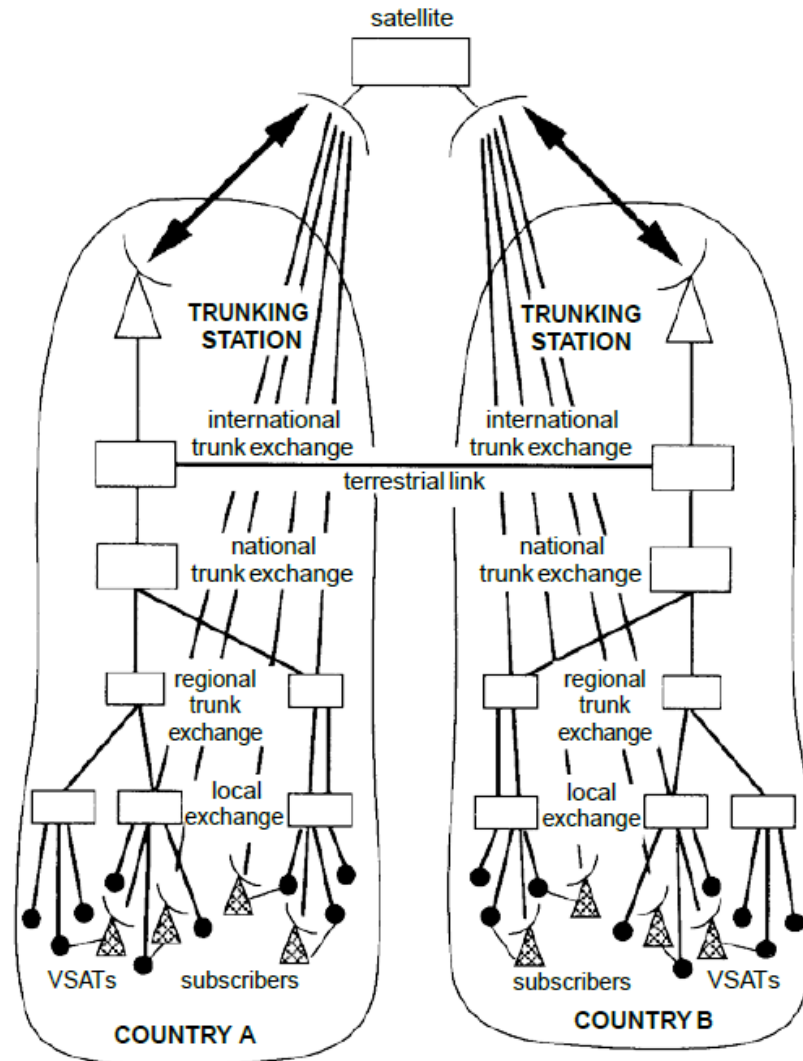 satellite
TRUNKING
STATION
TRUNKING
STATION
international
trunk exchange
international
trunk exchange
terrestrial link
national
trunk exchange
national
trunk exchange
regional
trunk
exchange
regional
trunk
exchange
local
exchange
local
exchange
VSATs
subscribers
subscribers
VSATs
COUNTRY A
COUNTRY B